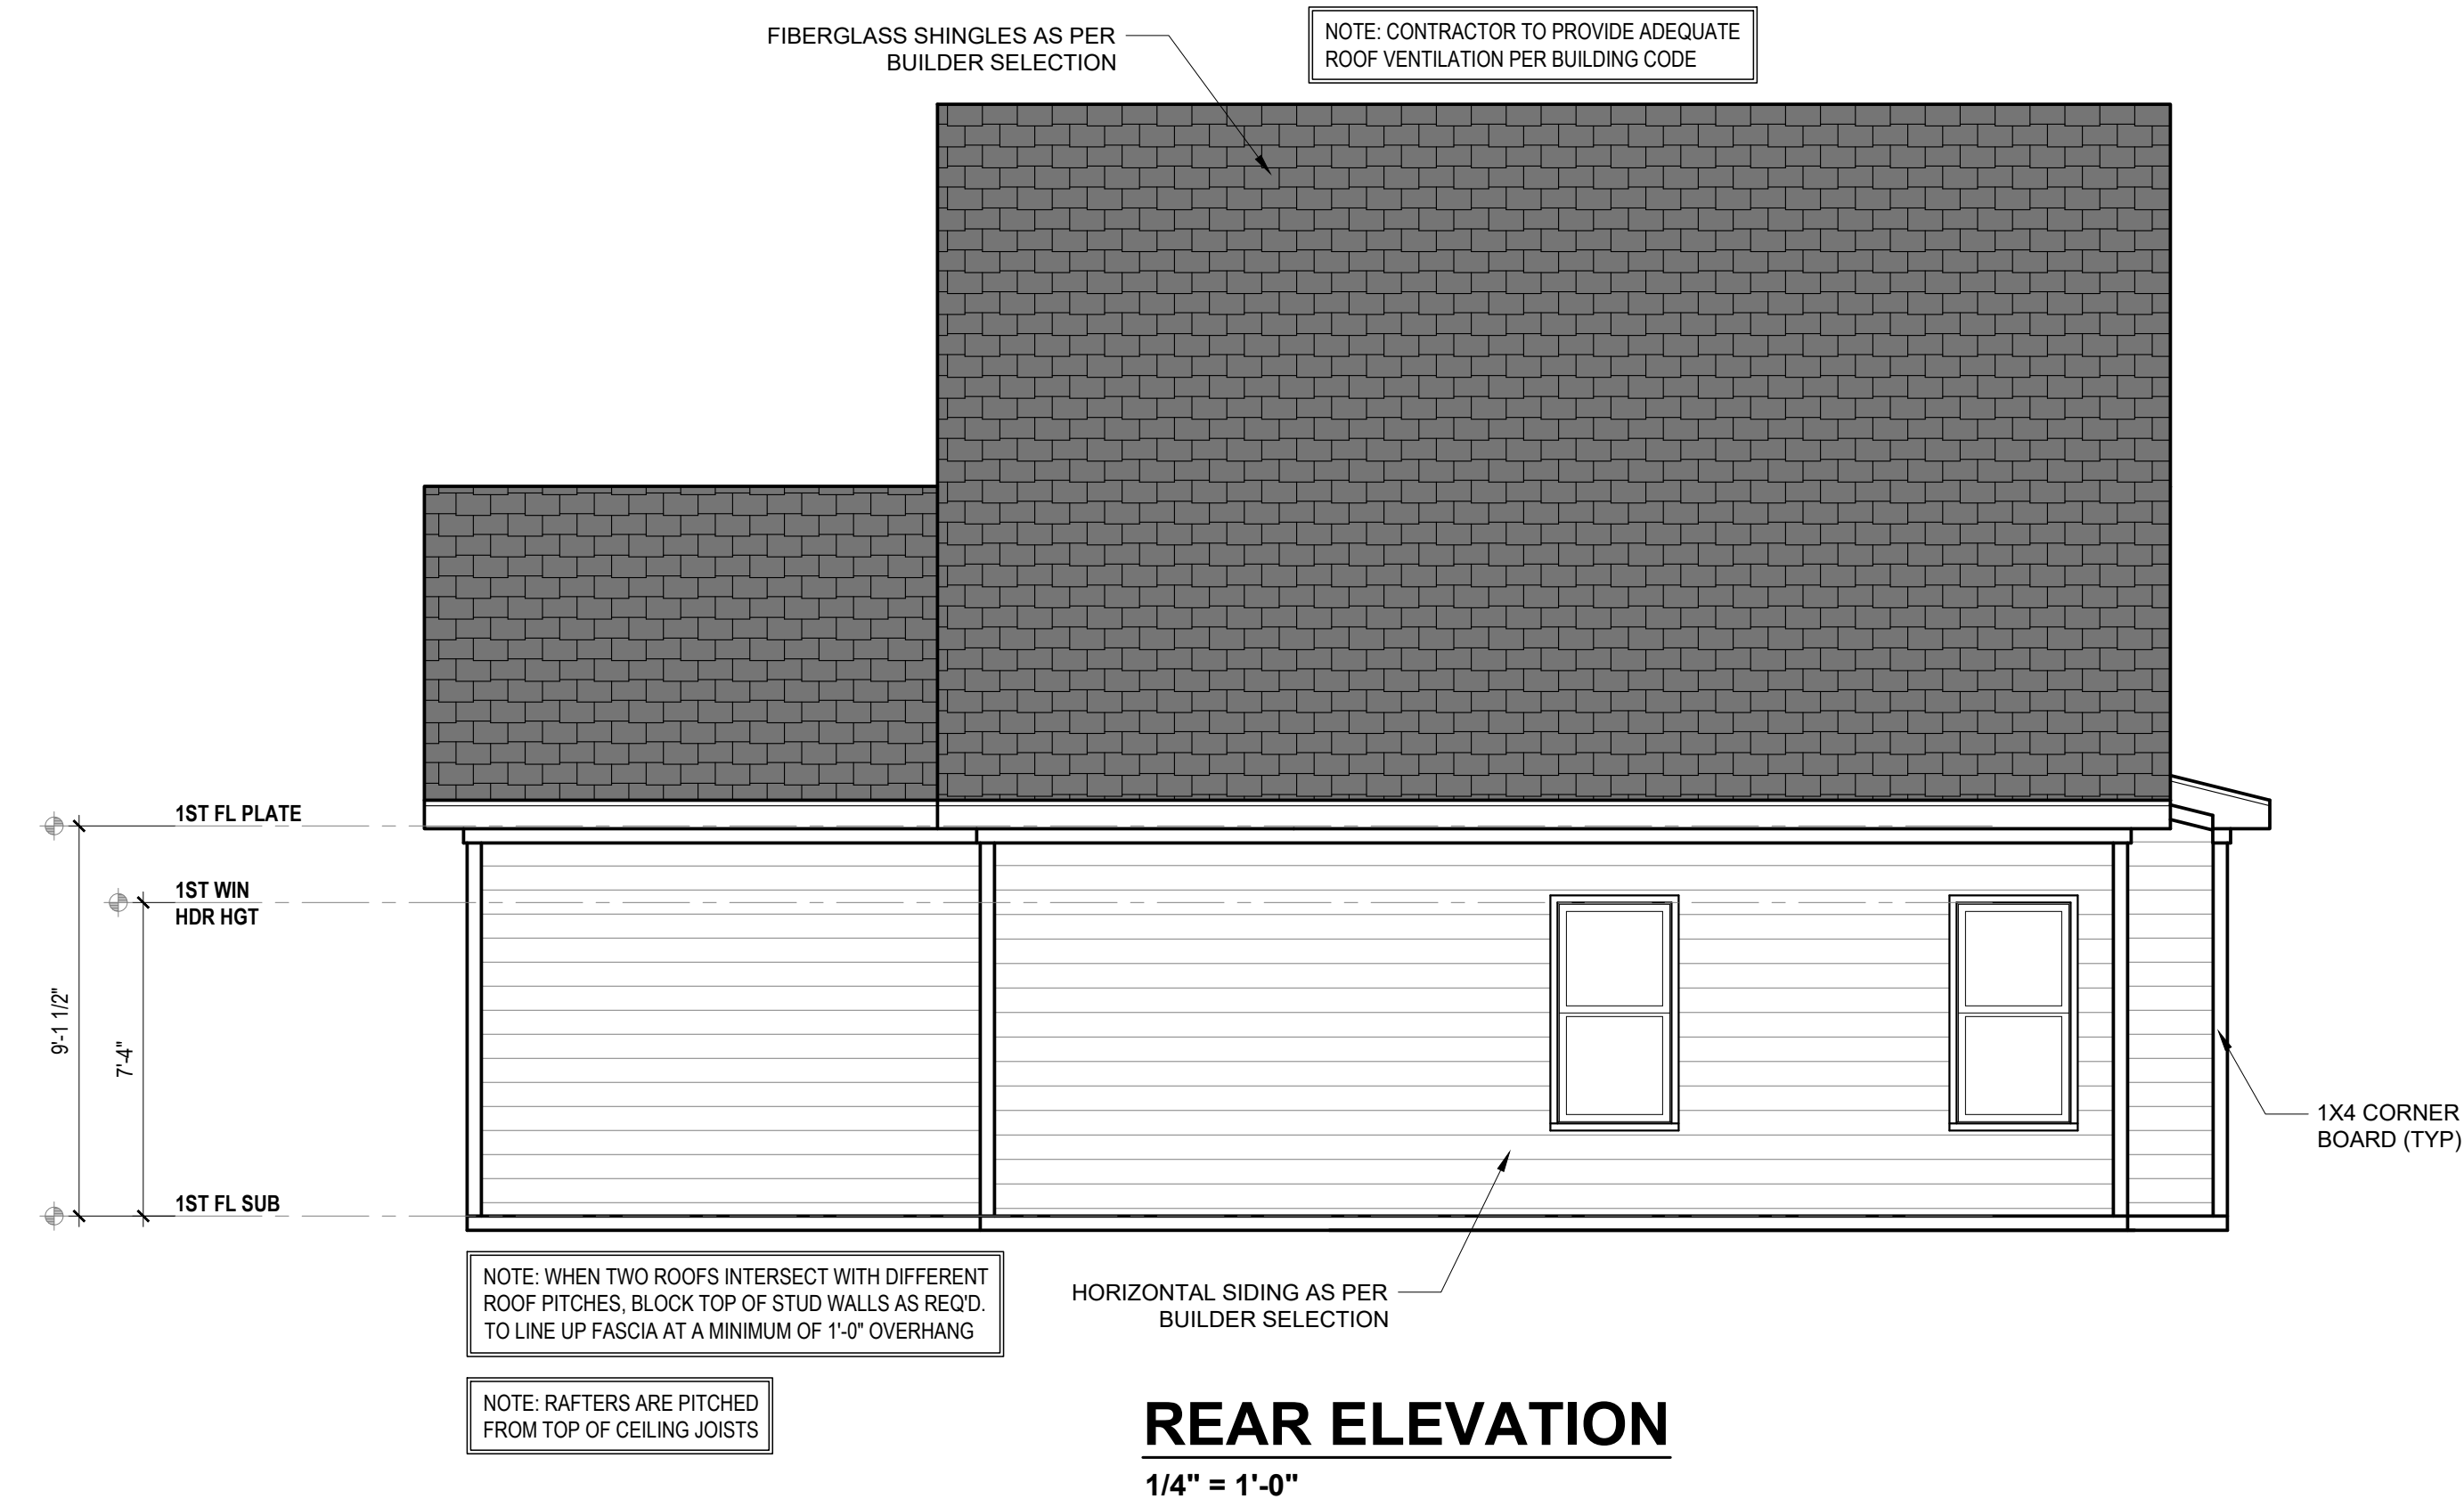 FIBERGLASS SHINGLES AS PER
BUILDER SELECTION
NOTE: CONTRACTOR TO PROVIDE ADEQUATE
ROOF VENTILATION PER BUILDING CODE
1ST FL PLATE
1ST WIN
HDR HGT
9'-1 1/2"
7'-4"
1ST FL SUB
1X4 CORNER
BOARD (TYP)
NOTE: WHEN TWO ROOFS INTERSECT WITH DIFFERENT
ROOF PITCHES, BLOCK TOP OF STUD WALLS AS REQ'D.
TO LINE UP FASCIA AT A MINIMUM OF 1'-0" OVERHANG
HORIZONTAL SIDING AS PER
BUILDER SELECTION
NOTE: RAFTERS ARE PITCHED
FROM TOP OF CEILING JOISTS
REAR ELEVATION
1/4" = 1'-0"